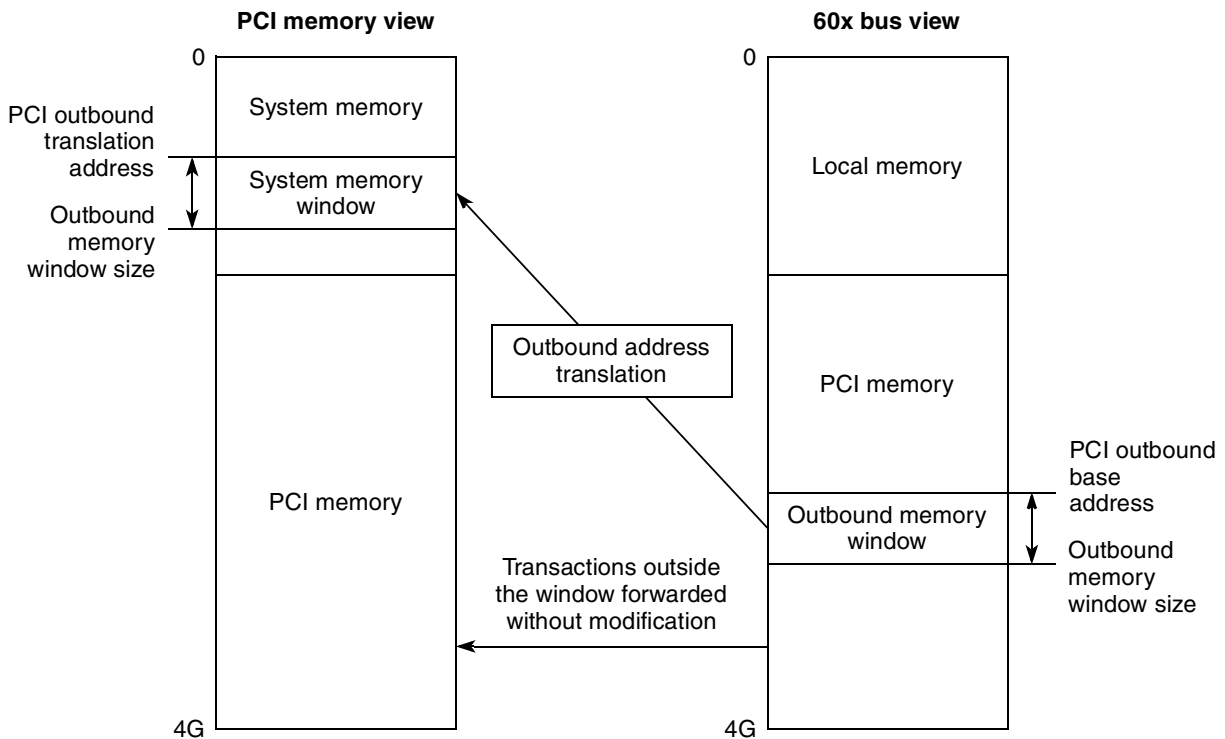 PCI memory view
60x bus view
0
System memory
PCI outbound
translation
address
System memory
window
Outbound
memory
window size
PCI memory
4G
Outbound address
translation
Transactions outside
the window forwarded
without modification
0
Local memory
PCI memory
PCI outbound
base
address
Outbound memory
window
Outbound
memory
window size
4G